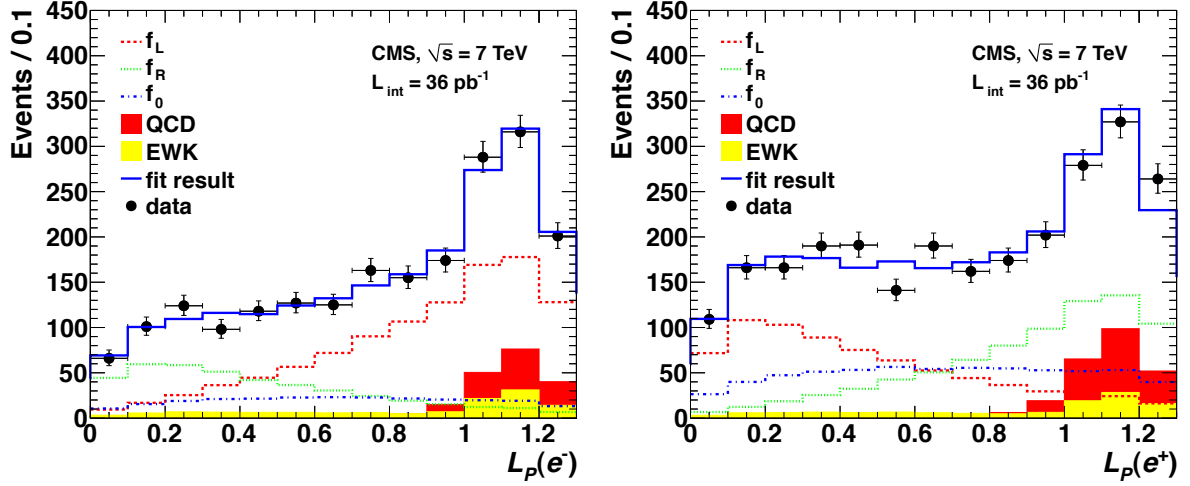 Events / 0.1
450
400
350
300
250
200
150
100
50
0
f_L
f_R
f_0
QCD
EWK
fit result
data
CMS, √s = 7 TeV
L_int = 36 pb⁻¹
0 0.2 0.4 0.6 0.8 1 1.2
L_P(e⁻)
Events / 0.1
450
400
350
300
250
200
150
100
50
0
f_L
f_R
f_0
QCD
EWK
fit result
data
CMS, √s = 7 TeV
L_int = 36 pb⁻¹
0 0.2 0.4 0.6 0.8 1 1.2
L_P(e⁺)